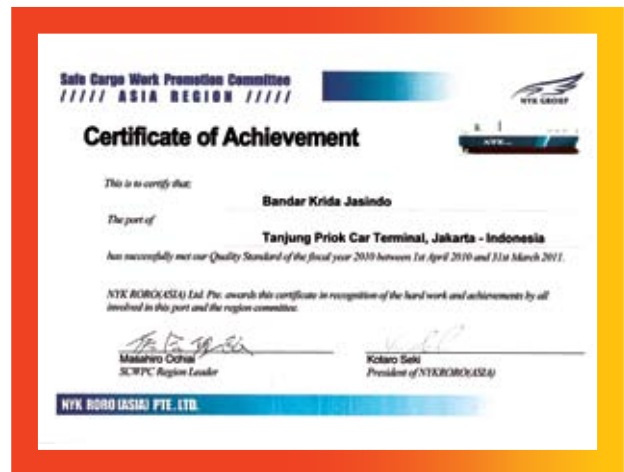 Safe Cargo Work Promotion Committee
///// ASIA REGION /////
NYK GROUP
Certificate of Achievement
NYK
This is to certify that:
Bandar Krida Jasindo
The port of
Tanjung Priok Car Terminal, Jakarta - Indonesia
has successfully met our Quality Standard of the fiscal year 2010 between 1st April 2010 and 31st March 2011.
NYK RORO(ASIA) Ltd. Pte. awards this certificate in recognition of the hard work and achievements by all
involved in this port and the region committee.
Masahiro Ochiai
SCWPC Region Leader
Kotaro Seki
President of NYKRORO(ASIA)
NYK RORO (ASIA) PTE. LTD.